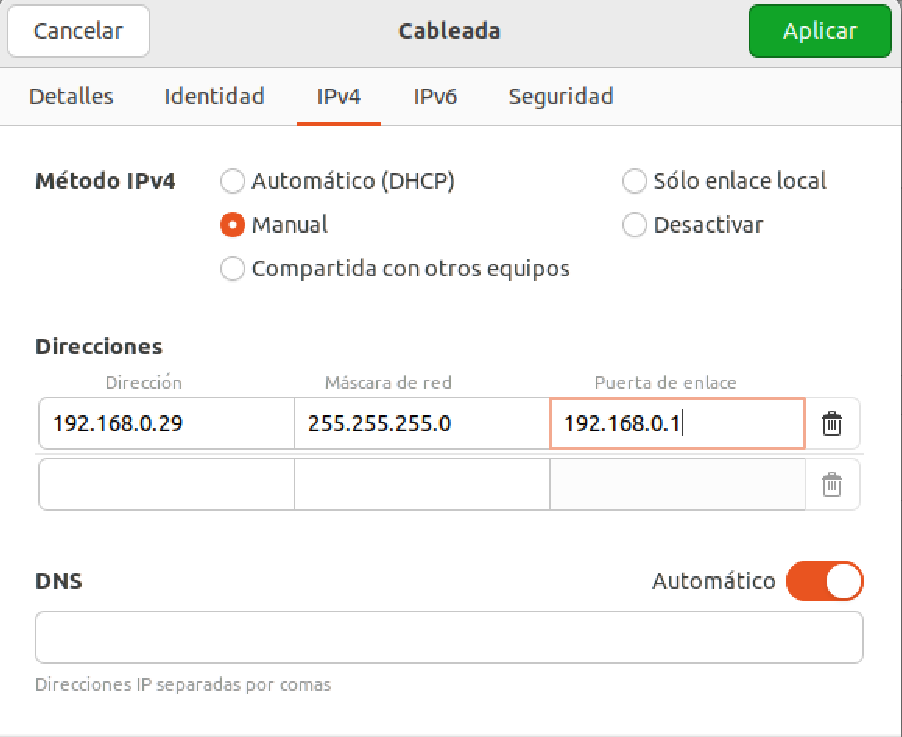 Cancelar Cableada Aplicar
Detalles Identidad IPv4 IPv6 Seguridad
Método IPv4 Automático (DHCP) Sólo enlace local
Manual Desactivar
Compartida con otros equipos
Direcciones
Dirección Máscara de red Puerta de enlace
192.168.0.29 255.255.255.0 192.168.0.1
DNS Automático
Direcciones IP separadas por comas